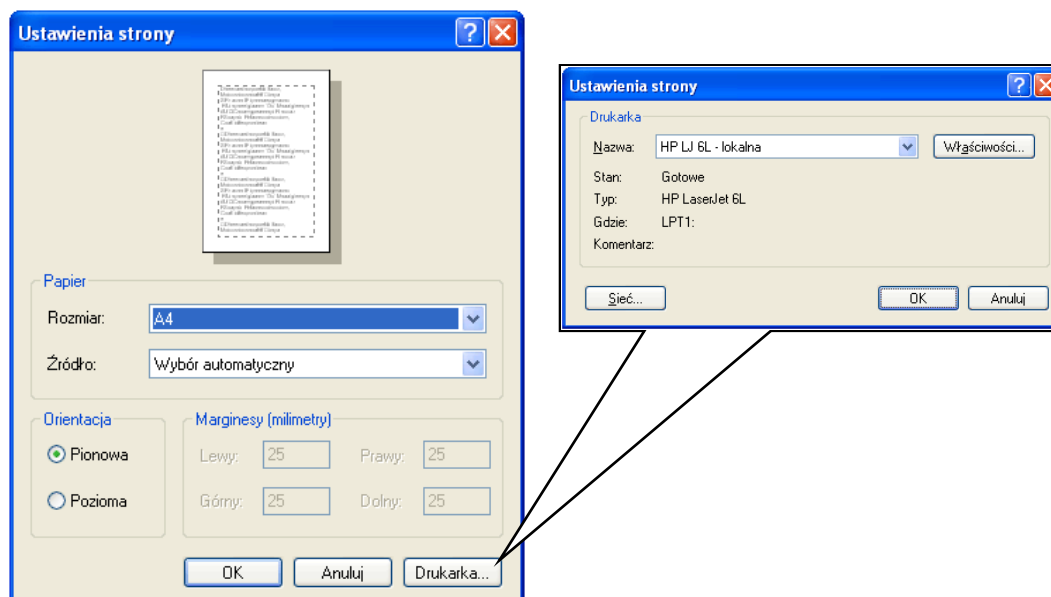 Ustawienia strony
Papier
Rozmiar: A4
Źródło: Wybór automatyczny
Orientacja
Pionowa
Pozioma
Marginesy (milimetry)
Lewy: 25 Prawy: 25
Górny: 25 Dolny: 25
OK Anuluj Drukarka...
Ustawienia strony
Drukarka
Nazwa: HP LJ 6L - lokalna Właściwości...
Stan: Gotowe
Typ: HP LaserJet 6L
Gdzie: LPT1:
Komentarz:
Sieć... OK Anuluj